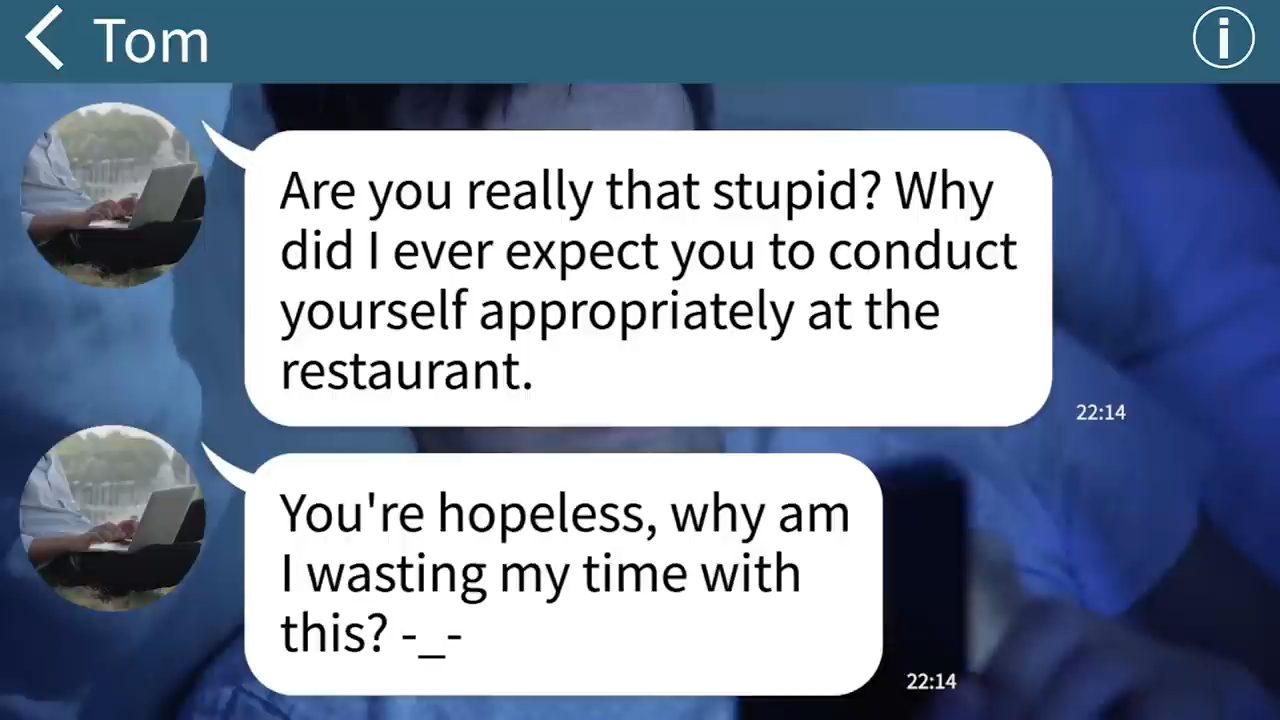 Tom
Are you really that stupid? Why
did I ever expect you to conduct
yourself appropriately at the
restaurant.
22:14
You're hopeless, why am
I wasting my time with
this? -_-
22:14